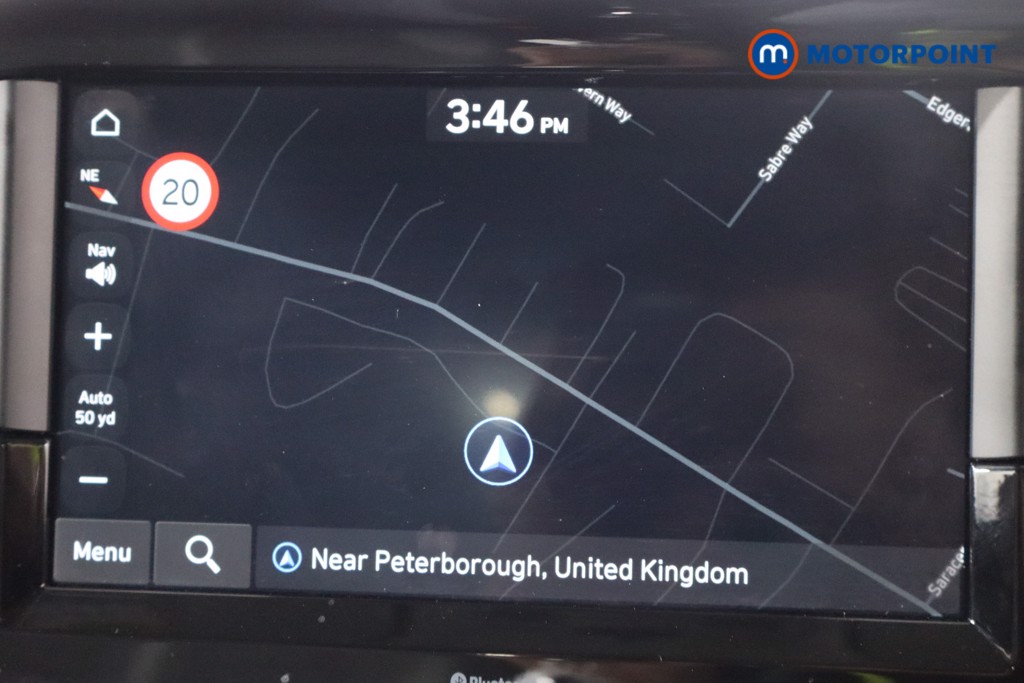 MOTORPOINT
3:46 PM
Sabre Way
NE
20
Nav
Auto
50 yd
Menu
Near Peterborough, United Kingdom